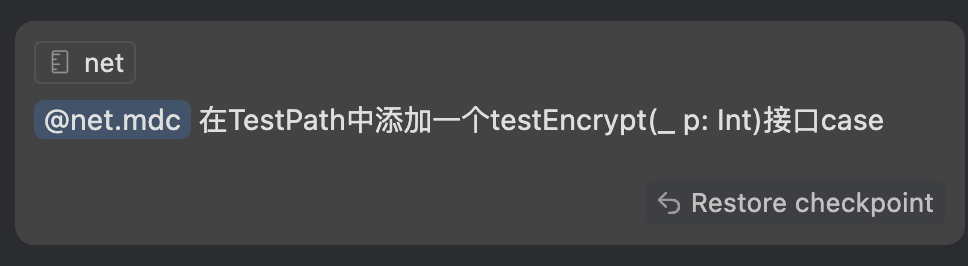 net
@net.mdc 在TestPath中添加一个testEncrypt(_ p: Int)接口case
Restore checkpoint